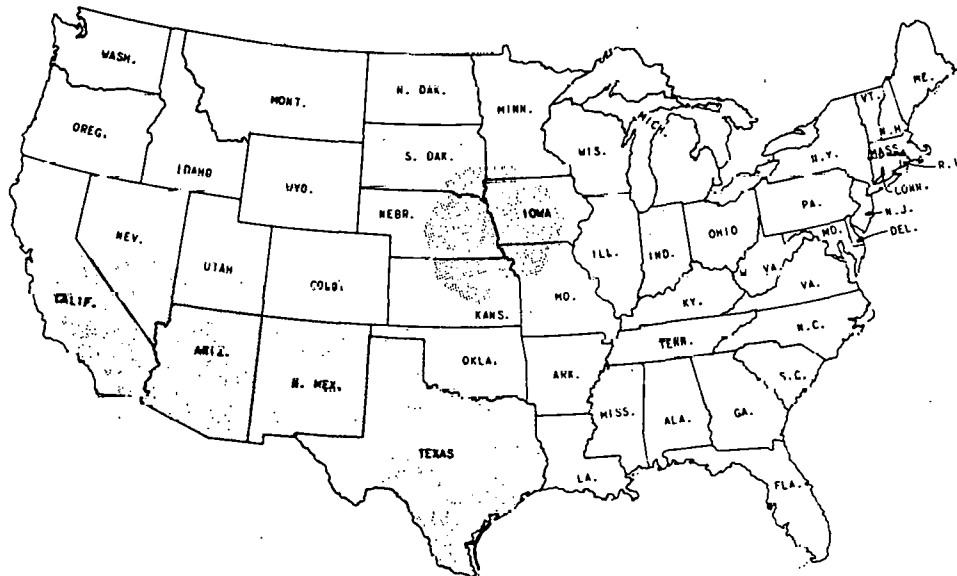 WASH.
MONT.
N. DAK.
MINN.
OREG.
IDAHO
WYO.
S. DAK.
WIS.
MICH.
VT.
ME.
N.H.
MASS.
R.I.
CONN.
N.Y.
PA.
N.J.
DEL.
MD.
NEBR.
IOWA
NEV.
UTAH
COLO.
KANS.
MO.
ILL.
IND.
OHIO
W VA.
VA.
KY.
CALIF.
ARIZ.
N. MEX.
OKLA.
ARK.
TENN.
N.C.
S.C.
TEXAS
LA.
MISS.
ALA.
GA.
FLA.